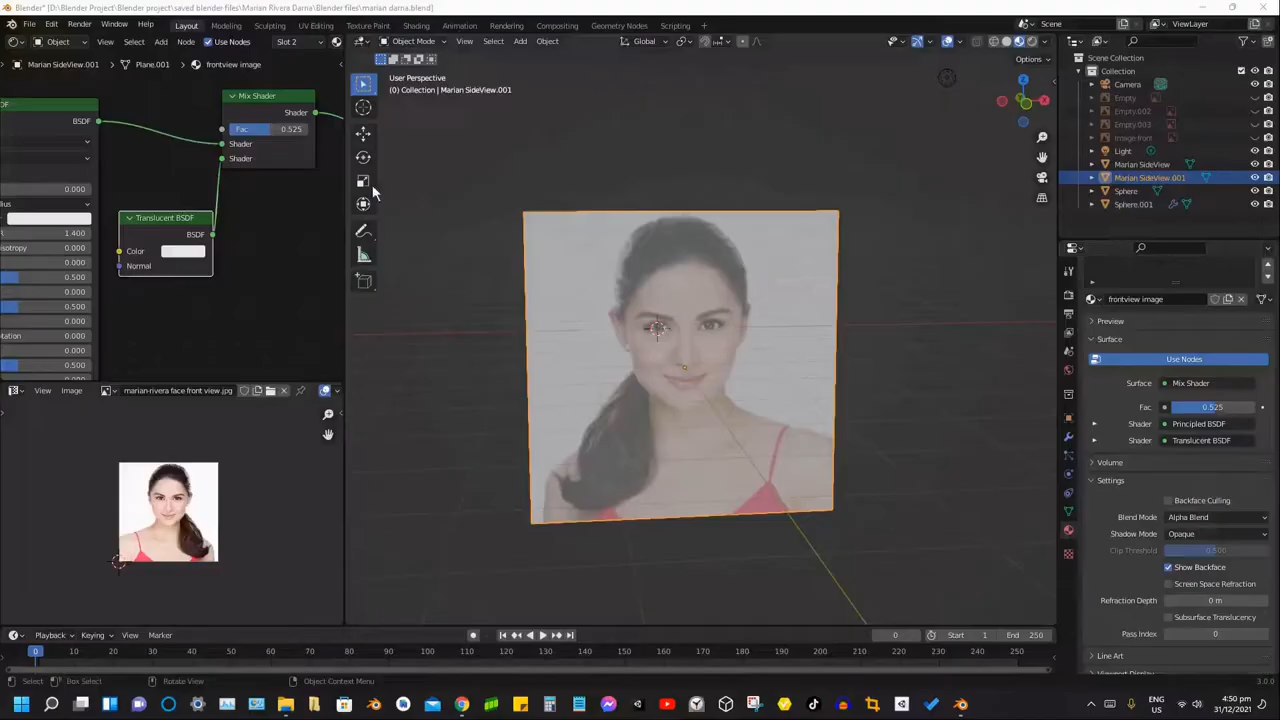 Blender* [D:\Blender Project\saved blender files\Marian Rivera Darna\Blender files\marian darna.blend]
File Edit Render Window Help Layout Modeling Sculpting UV Editing Texture Paint Shading Animation Rendering Compositing Geometry Nodes Scripting Scene ViewLayer
Object View Select Add Node Use Nodes Slot 2
Object Mode View Select Add Object Global
Options
Marian SideView.001 Plane.001 frontview image
User Perspective
(0) Collection | Marian SideView.001
Mix Shader
Shader
Fac 0.525
Shader
Shader
BSDF
0.000
Translucent BSDF
BSDF
Color
Normal
1.400
0.000
0.000
0.500
0.000
0.500
0.000
0.000
0.500
Scene Collection
Collection
Camera
Empty
Empty.002
Empty.003
Image front
Light
Marian SideView
Marian SideView.001
Sphere
Sphere.001
frontview image
Preview
Surface
Use Nodes
Surface Mix Shader
Fac 0.525
Shader Principled BSDF
Shader Translucent BSDF
Volume
Settings
Backface Culling
Blend Mode Alpha Blend
Shadow Mode Opaque
Clip Threshold 0.500
Show Backface
Screen Space Refraction
Refraction Depth 0 m
Subsurface Translucency
Pass Index 0
Line Art
View Image marian-rivera face front view.jpg
Playback Keying View Marker
0 Start 1 End 250
0 10 20 30 40 50 60 70 80 90 100 110 120 130 140 150 160 170 180 190 200 210 220 230 240 250
Select Box Select Rotate View Object Context Menu 3.0.0
ENG
US
4:50 pm
31/12/2021